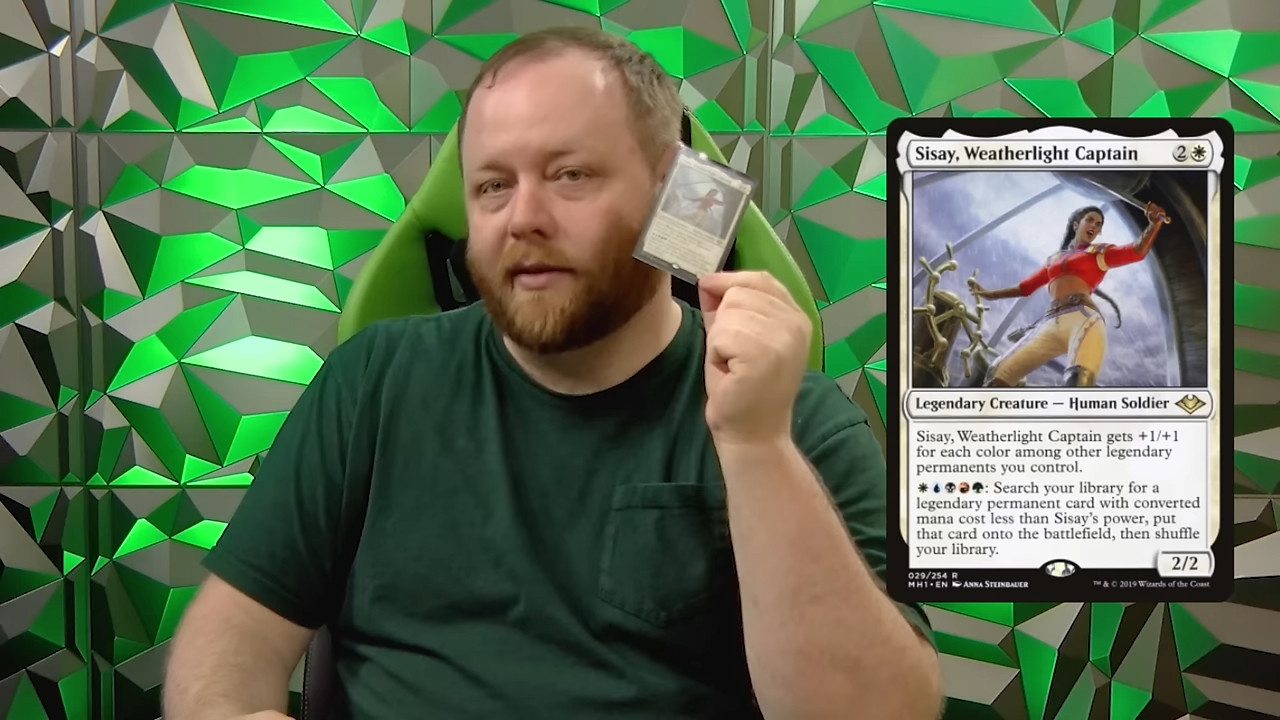 Sisay, Weatherlight Captain 2
Legendary Creature — Human Soldier
Sisay, Weatherlight Captain gets +1/+1
for each color among other legendary
permanents you control.
: Search your library for a
legendary permanent card with converted
mana cost less than Sisay's power, put
that card onto the battlefield, then shuffle
your library.
2/2
029/254 R
MH1 • EN Anna Steinbauer
™ & © 2019 Wizards of the Coast